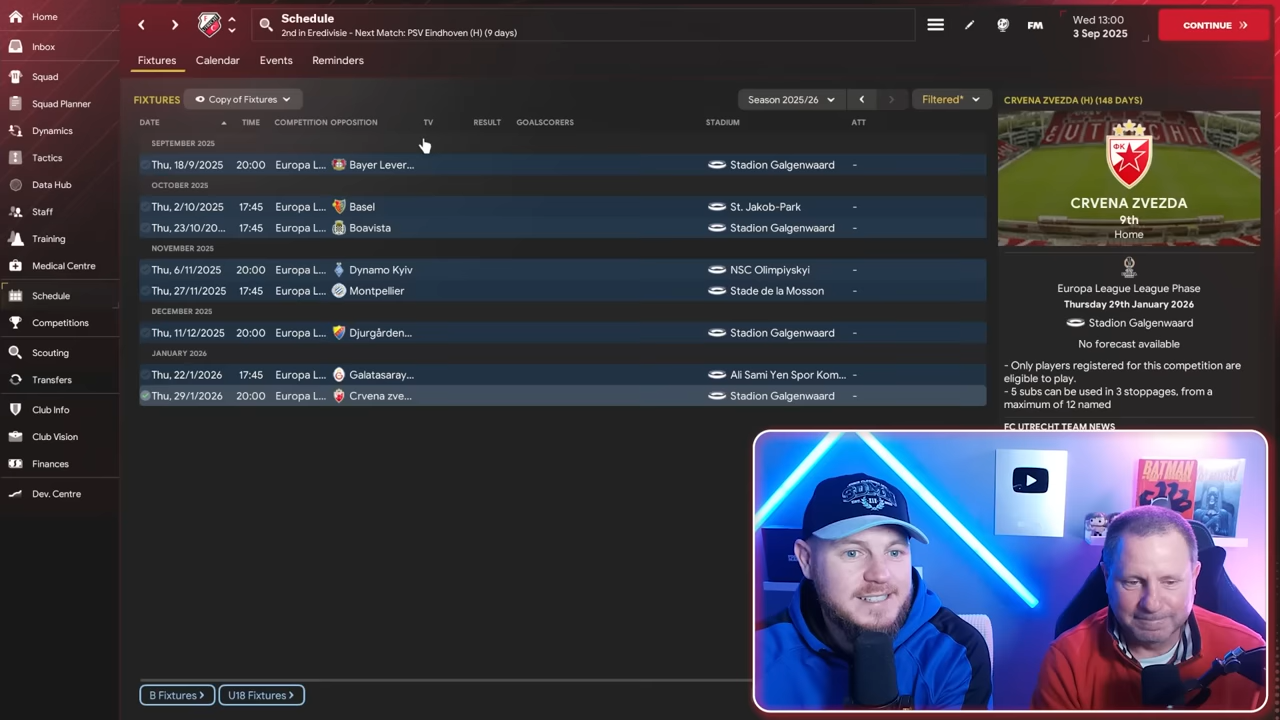 Home
Inbox
Squad
Squad Planner
Dynamics
Tactics
Data Hub
Staff
Training
Medical Centre
Schedule
Competitions
Scouting
Transfers
Club Info
Club Vision
Finances
Dev. Centre
Schedule
2nd in Eredivisie - Next Match: PSV Eindhoven (H) (9 days)
FM
Wed 13:00
3 Sep 2025
CONTINUE
Fixtures Calendar Events Reminders
FIXTURES Copy of Fixtures Season 2025/26 Filtered*
DATE TIME COMPETITION OPPOSITION TV RESULT GOALSCORERS STADIUM ATT
SEPTEMBER 2025
Thu, 18/9/2025 20:00 Europa L... Bayer Lever... Stadion Galgenwaard -
OCTOBER 2025
Thu, 2/10/2025 17:45 Europa L... Basel St. Jakob-Park -
Thu, 23/10/20... 17:45 Europa L... Boavista Stadion Galgenwaard -
NOVEMBER 2025
Thu, 6/11/2025 20:00 Europa L... Dynamo Kyiv NSC Olimpiyskyi -
Thu, 27/11/2025 17:45 Europa L... Montpellier Stade de la Mosson -
DECEMBER 2025
Thu, 11/12/2025 20:00 Europa L... Djurgården... Stadion Galgenwaard -
JANUARY 2026
Thu, 22/1/2026 17:45 Europa L... Galatasaray... Ali Sami Yen Spor Kom... -
Thu, 29/1/2026 20:00 Europa L... Crvena zve... Stadion Galgenwaard -
CRVENA ZVEZDA (H) (148 DAYS)
ФК
CRVENA ZVEZDA
9th
Home
Europa League League Phase
Thursday 29th January 2026
Stadion Galgenwaard
No forecast available
- Only players registered for this competition are
eligible to play.
- 5 subs can be used in 3 stoppages, from a
maximum of 12 named
FC UTRECHT TEAM NEWS
BATMAN
B Fixtures
U18 Fixtures